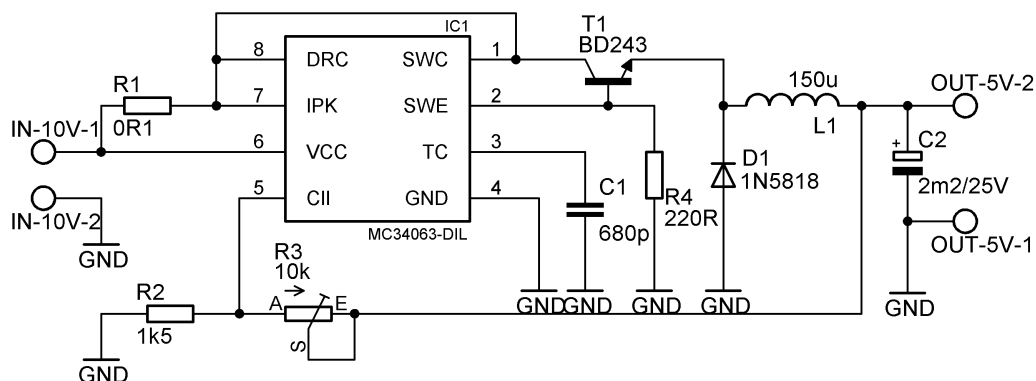 T1
BD243
IC1
8 DRC SWC 1
7 IPK SWE 2
6 VCC TC 3
5 CII GND 4
MC34063-DIL
R1
0R1
IN-10V-1
IN-10V-2
GND
150u
L1
OUT-5V-2
+
C2
2m2/25V
OUT-5V-1
GND
D1
1N5818
C1
680p
R4
220R
GND
GND
GND
GND
R3
10k
A
E
S
R2
1k5
GND